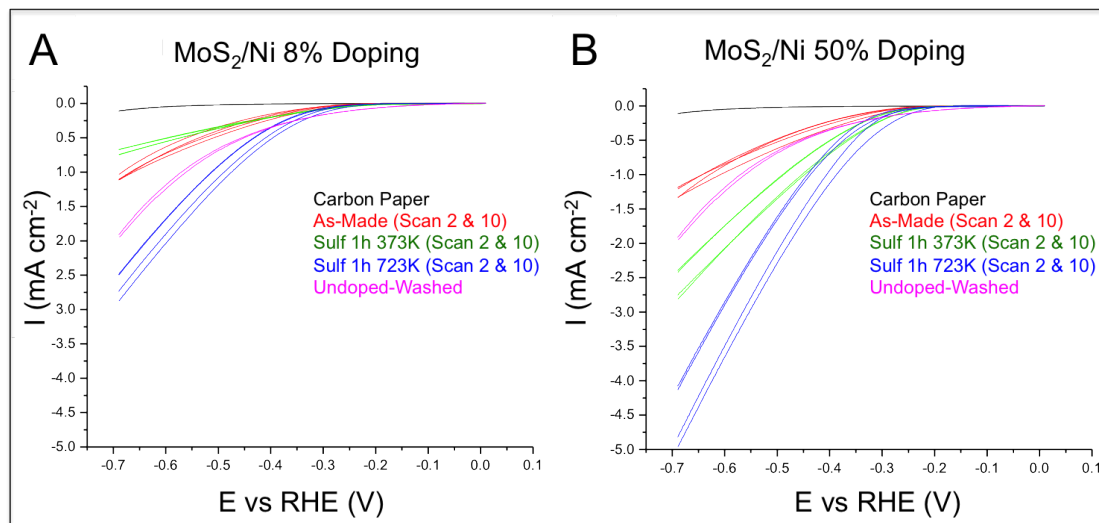 A
MoS₂/Ni 8% Doping
0.0
0.5
1.0
1.5
2.0
2.5
3.0
-3.5
-4.0
-4.5
-5.0
I (mA cm⁻²)
Carbon Paper
As-Made (Scan 2 & 10)
Sulf 1h 373K (Scan 2 & 10)
Sulf 1h 723K (Scan 2 & 10)
Undoped-Washed
-0.7 -0.6 -0.5 -0.4 -0.3 -0.2 -0.1 0.0 0.1
E vs RHE (V)
B
MoS₂/Ni 50% Doping
0.0
-0.5
-1.0
-1.5
-2.0
-2.5
-3.0
-3.5
-4.0
-4.5
-5.0
I (mA cm⁻²)
Carbon Paper
As-Made (Scan 2 & 10)
Sulf 1h 373K (Scan 2 & 10)
Sulf 1h 723K (Scan 2 & 10)
Undoped-Washed
-0.7 -0.6 -0.5 -0.4 -0.3 -0.2 -0.1 0.0 0.1
E vs RHE (V)